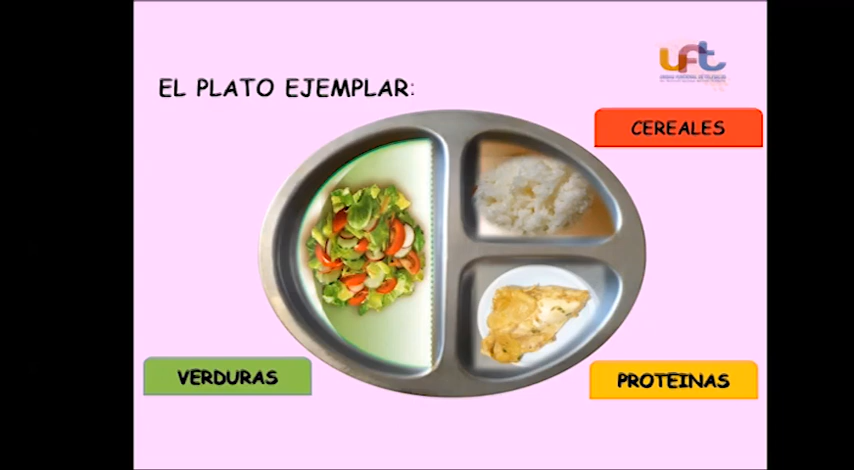 uft
EL PLATO EJEMPLAR:
CEREALES
VERDURAS
PROTEINAS